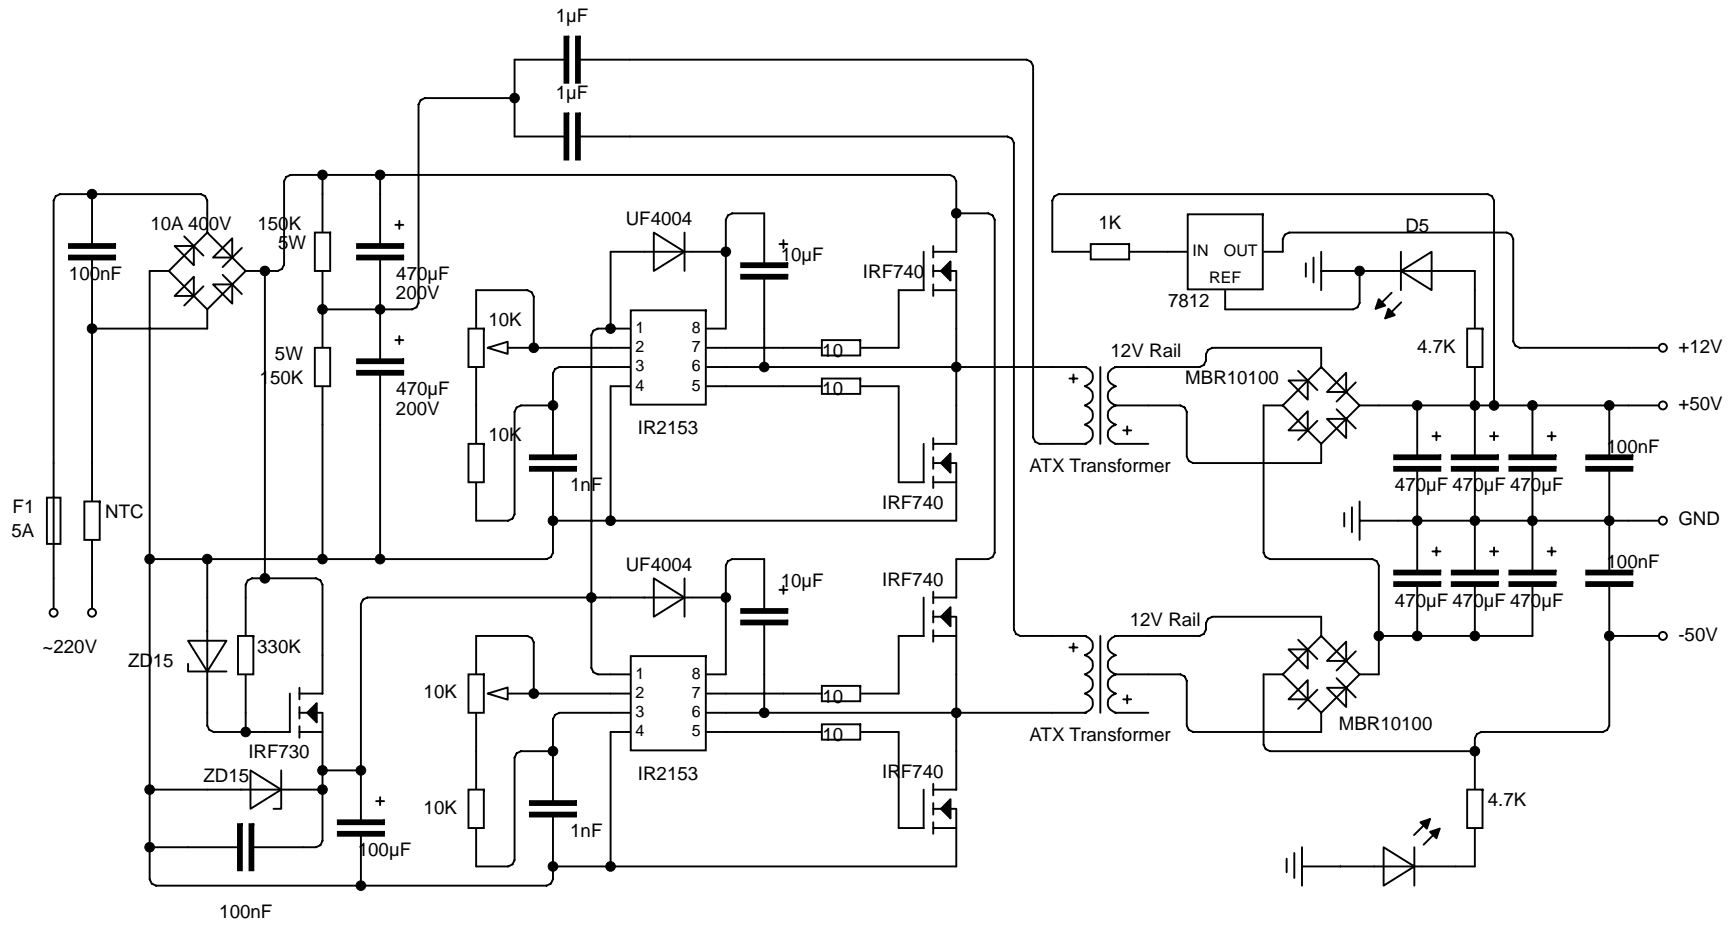 1µF
1µF
10A 400V
150K
5W
100nF
+
470µF
200V
5W
150K
+
470µF
200V
UF4004
+
10µF
IRF740
1K
IN OUT
REF
7812
D5
10K
1 8
2 7
3 6
4 5
10
10
IR2153
10K
1nF
IRF740
12V Rail
MBR10100
+
+
ATX Transformer
4.7K
+12V
+50V
+ + +
100nF
470µF 470µF 470µF
F1
5A
NTC
GND
~220V
UF4004
+
10µF
IRF740
+ + +
100nF
470µF 470µF 470µF
-50V
ZD15
330K
IRF730
ZD15
+
100µF
100nF
10K
1 8
2 7
3 6
4 5
10
10
IR2153
10K
1nF
IRF740
12V Rail
+
+
ATX Transformer
MBR10100
4.7K